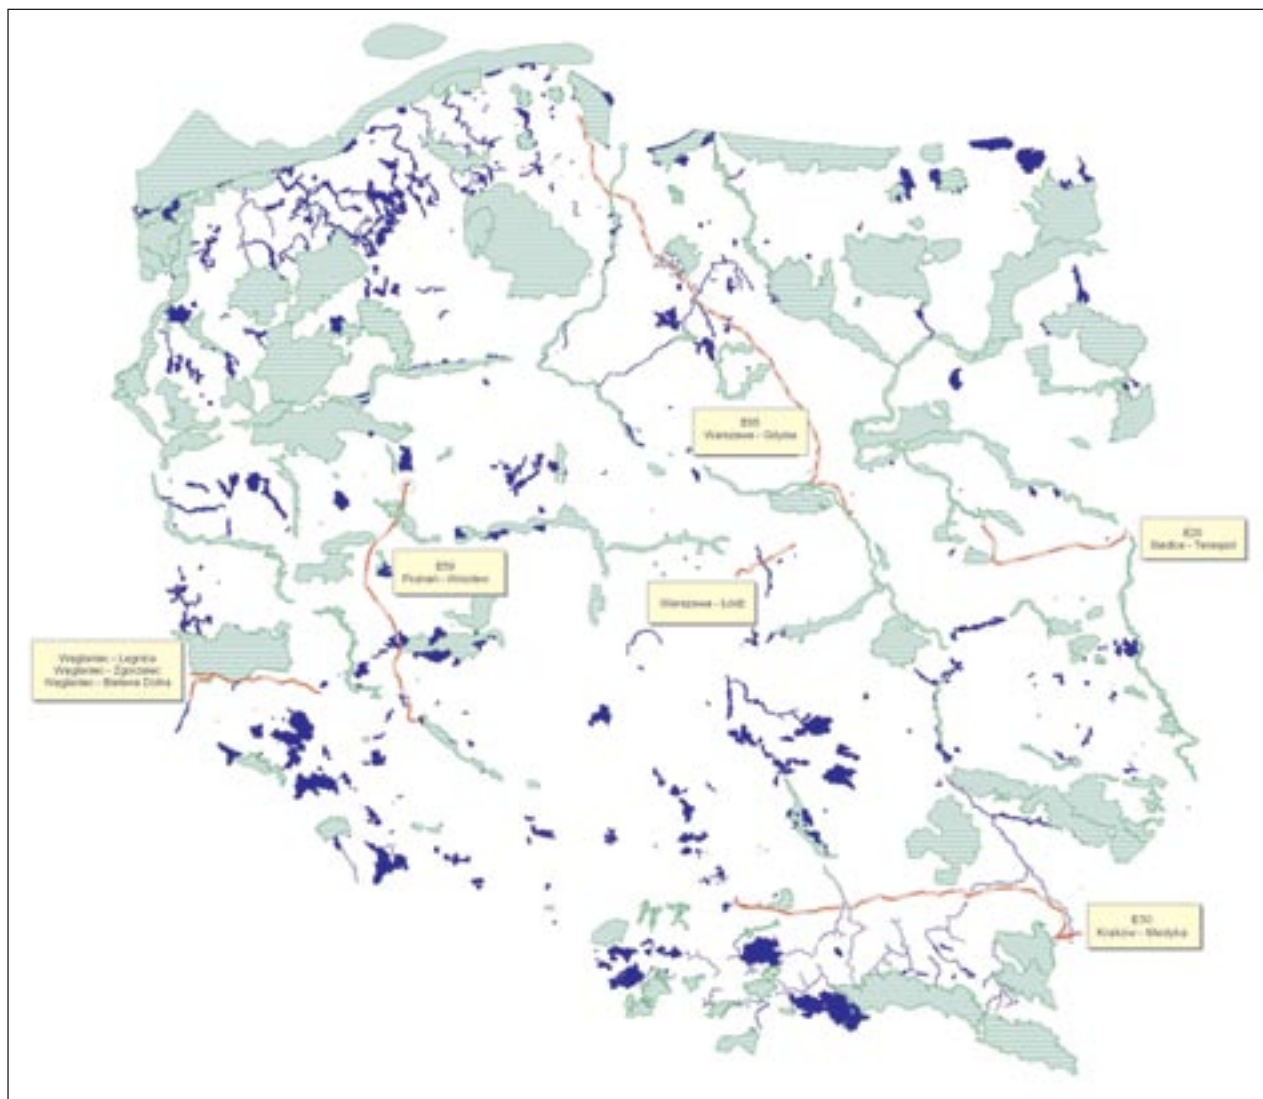 E65
Warszawa - Gdynia
E20
Siedlce - Terespol
E59
Poznań - Wrocław
Warszawa - Łódź
Węgliniec - Legnica
Węgliniec - Zgorzelec
Węgliniec - Bielawa Dolna
E30
Kraków - Medyka